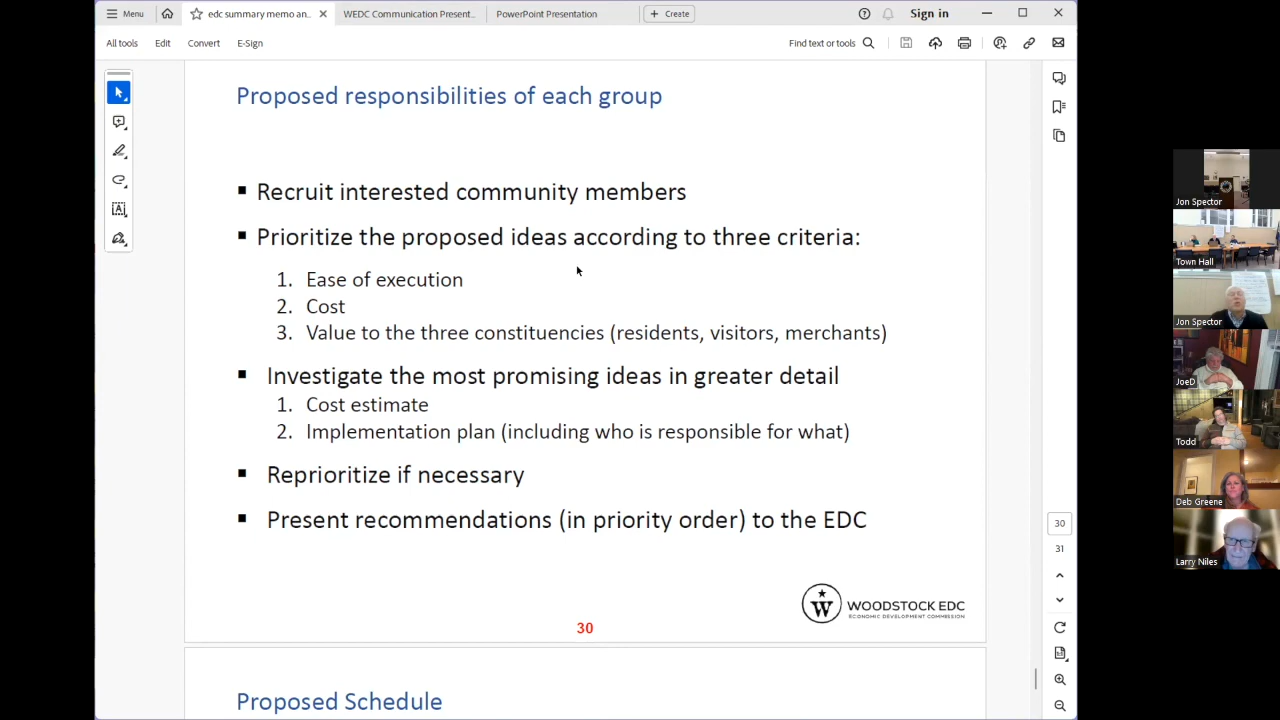 Menu
edc summary memo an...
WEDC Communication Present...
PowerPoint Presentation
Create
Sign in
All tools
Edit
Convert
E-Sign
Find text or tools
Proposed responsibilities of each group
Recruit interested community members
Prioritize the proposed ideas according to three criteria:
1. Ease of execution
2. Cost
3. Value to the three constituencies (residents, visitors, merchants)
Investigate the most promising ideas in greater detail
1. Cost estimate
2. Implementation plan (including who is responsible for what)
Reprioritize if necessary
Present recommendations (in priority order) to the EDC
W
WOODSTOCK EDC
ECONOMIC DEVELOPMENT COMMISSION
30
Proposed Schedule
30
31
Jon Spector
Town Hall
Jon Spector
JoeD
Todd
Deb Greene
Larry Niles